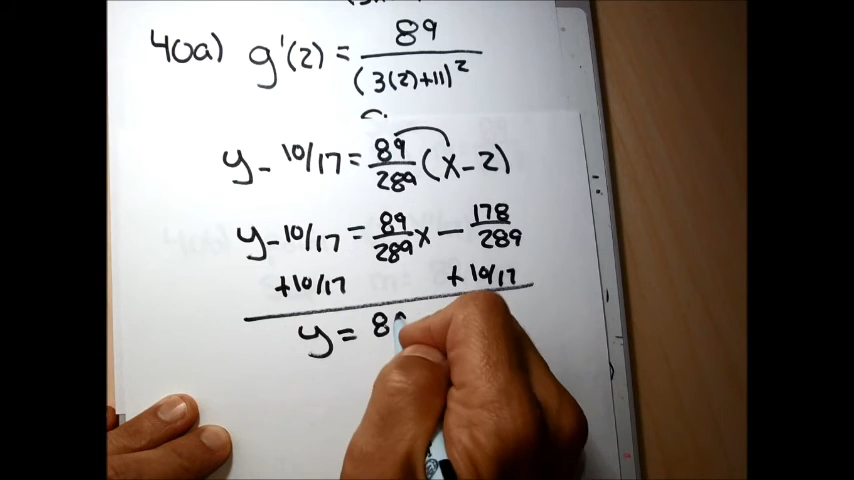 40a) g'(2) = 89 / (3(2)+11)²
y - 10/17 = 89/289 (x - 2)
y - 10/17 = 89/289 x - 178/289
+10/17 +10/17
y = 8